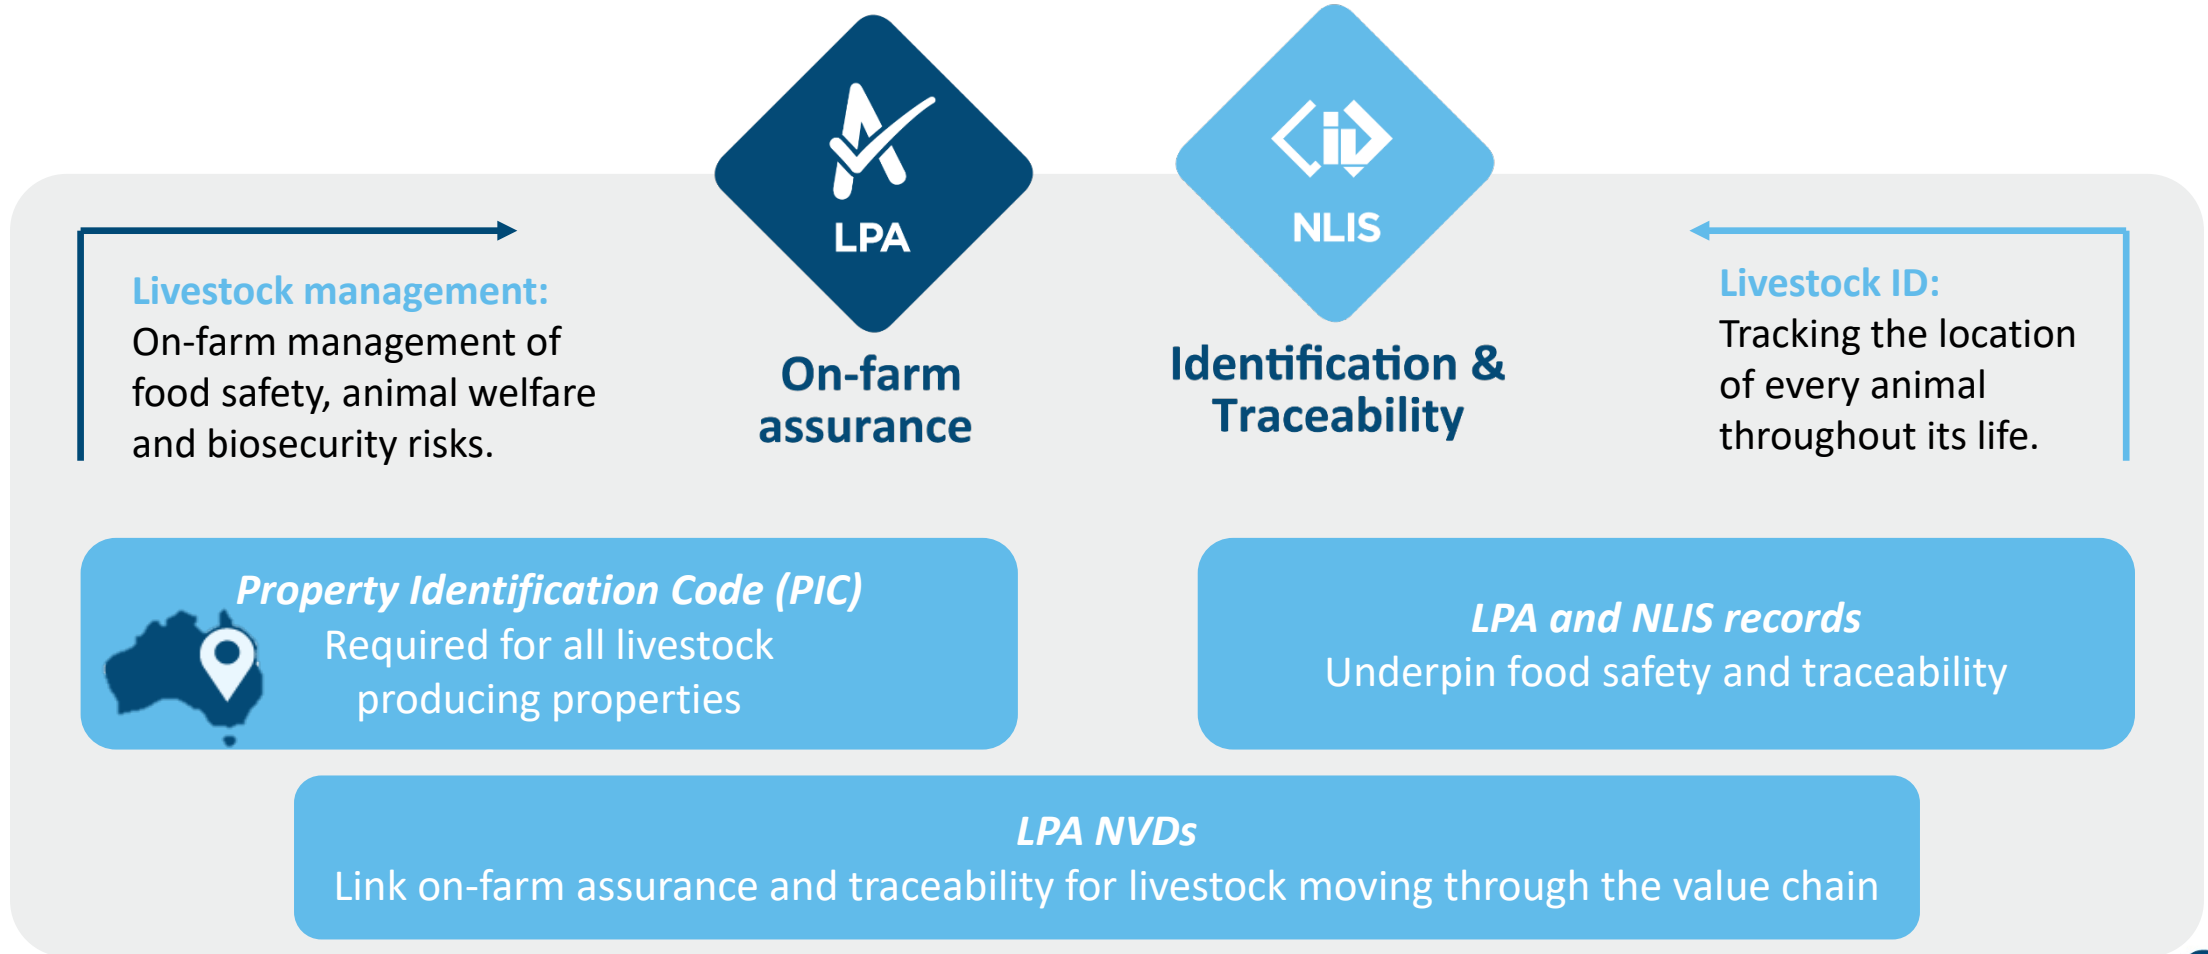 LPA
NLIS
Livestock management:
On-farm management of
food safety, animal welfare
and biosecurity risks.
On-farm
assurance
Identification &
Traceability
Livestock ID:
Tracking the location
of every animal
throughout its life.
Property Identification Code (PIC)
Required for all livestock
producing properties
LPA and NLIS records
Underpin food safety and traceability
LPA NVDs
Link on-farm assurance and traceability for livestock moving through the value chain